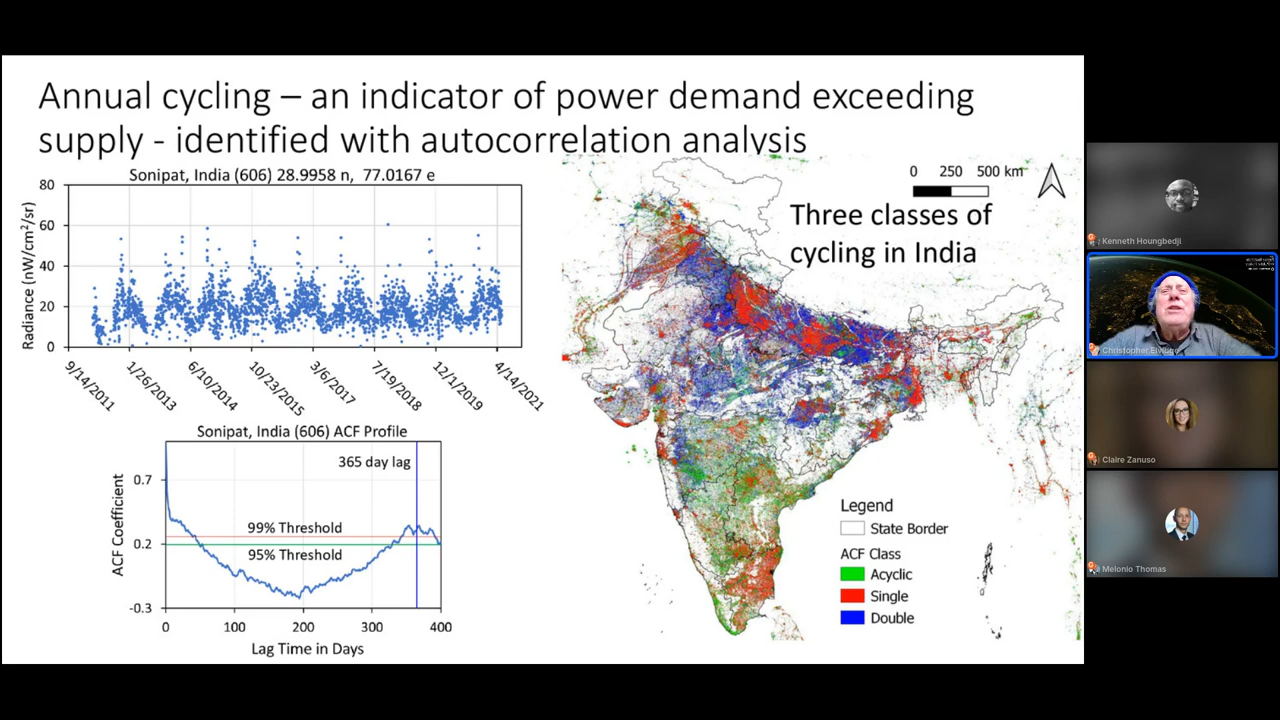 Annual cycling – an indicator of power demand exceeding
supply - identified with autocorrelation analysis
Sonipat, India (606) 28.9958 n, 77.0167 e
Radiance (nW/cm²/sr)
80
60
40
20
0
9/14/2011
1/26/2013
6/10/2014
10/23/2015
3/6/2017
7/19/2018
12/1/2019
4/14/2021
Sonipat, India (606) ACF Profile
365 day lag
ACF Coefficient
0.7
0.2
-0.3
99% Threshold
95% Threshold
0
100
200
300
400
Lag Time in Days
0 250 500 km
Three classes of
cycling in India
Legend
State Border
ACF Class
Acyclic
Single
Double
Kenneth Houngbedji
Christopher
Claire Zanuso
Melonio Thomas